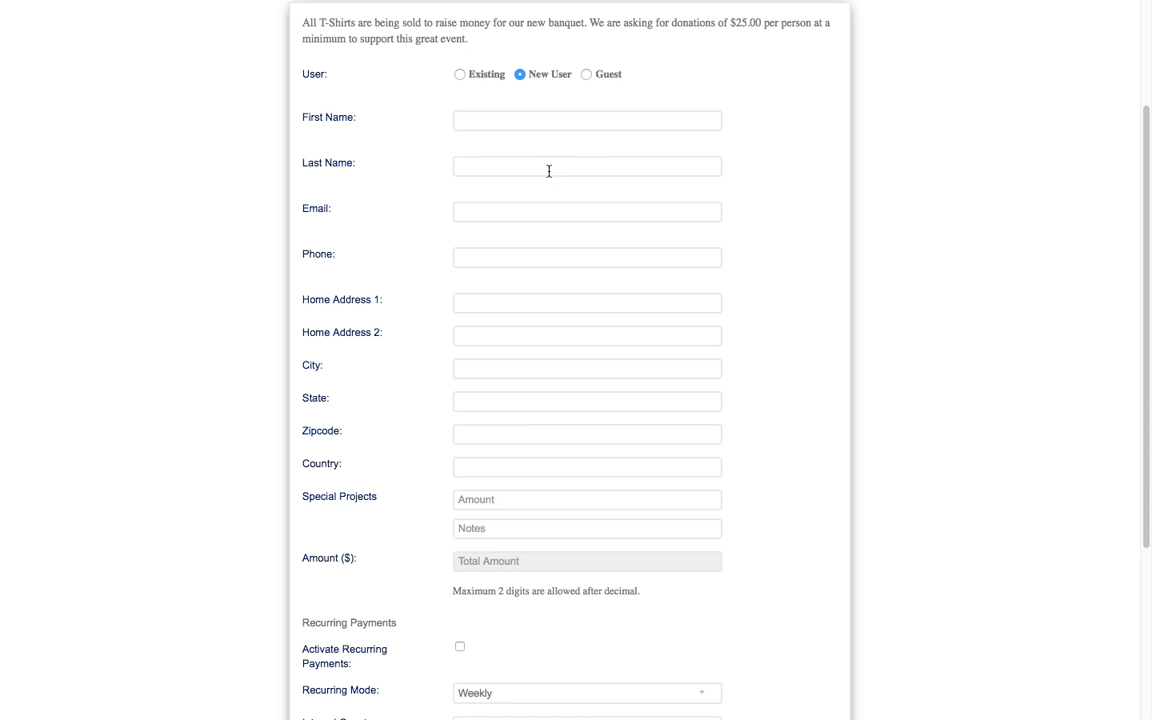 All T-Shirts are being sold to raise money for our new banquet. We are asking for donations of $25.00 per person at a
minimum to support this great event.
User: Existing New User Guest
First Name:
Last Name:
Email:
Phone:
Home Address 1:
Home Address 2:
City:
State:
Zipcode:
Country:
Special Projects Amount
Notes
Amount ($): Total Amount
Maximum 2 digits are allowed after decimal.
Recurring Payments
Activate Recurring
Payments:
Recurring Mode: Weekly